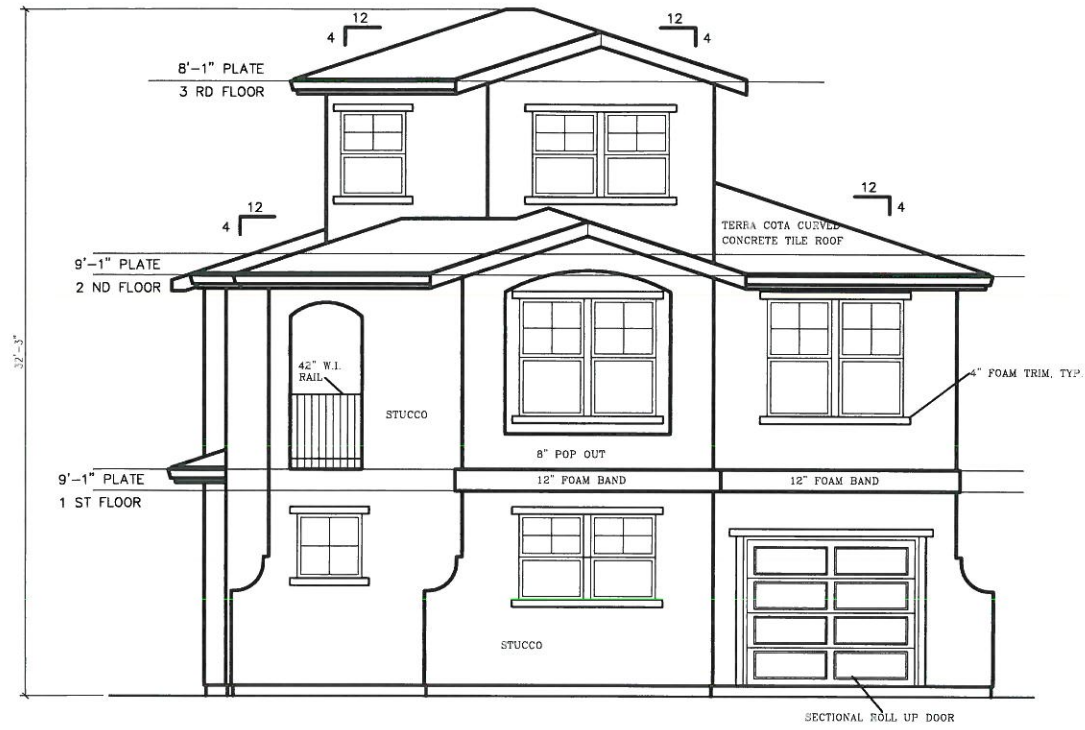 12
4
12
4
8'-1" PLATE
3 RD FLOOR
12
4
12
4
TERRA COTA CURVED
CONCRETE TILE ROOF
9'-1" PLATE
2 ND FLOOR
32'-3"
42" W.I.
RAIL
4" FOAM TRIM, TYP.
STUCCO
8" POP OUT
9'-1" PLATE
12" FOAM BAND
12" FOAM BAND
1 ST FLOOR
STUCCO
SECTIONAL ROLL UP DOOR